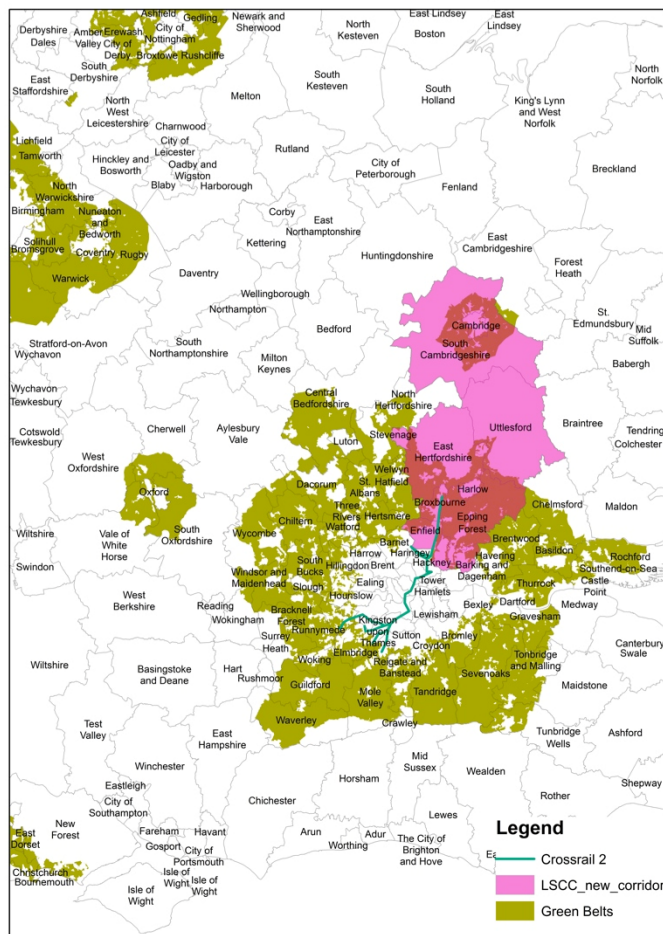 Derbyshire
Dales
Amber
Valley
Erewash
City of
Derby
Ashfield
City of
Nottingham
Broxtowe
Gedling
Rushcliffe
Newark and
Sherwood
North
Kesteven
East Lindsey
Boston
East
Lindsey
East
Staffordshire
South
Derbyshire
South
Kesteven
South
Holland
North
Norfolk
King's Lynn
and West
Norfolk
Melton
North
West
Leicestershire
Charnwood
City of
Leicester
Oadby and
Wigston
Rutland
Lichfield
Tamworth
Hinckley and
Bosworth
Blaby
Harborough
City of
Peterborough
Fenland
Breckland
North
Warwickshire
Birmingham
Nuneaton
and
Bedworth
Corby
East
Northamptonshire
Kettering
Solihull
Bromsgrove
Coventry
Rugby
Huntingdonshire
East
Cambridgeshire
Forest
Heath
Warwick
Daventry
Wellingborough
Northampton
Cambridge
South
Cambridgeshire
St.
Edmundsbury
Mid
Suffolk
Stratford-on-Avon
Wychavon
South
Northamptonshire
Bedford
Milton
Keynes
Babergh
Wychavon
Tewkesbury
Central
Bedfordshire
North
Hertfordshire
Uttlesford
Braintree
Tendring
Colchester
Cotswold
Tewkesbury
Cherwell
Aylesbury
Vale
Luton
Stevenage
East
Hertfordshire
West
Oxfordshire
Welwyn
Hatfield
Dacorum
St.
Albans
Harlow
Broxbourne
Oxford
Three
Rivers
Watford
Hertsmere
Epping
Forest
Chelmsford
Maldon
Chiltern
Enfield
Wiltshire
South
Oxfordshire
Vale of
White
Horse
Wycombe
Barnet
Haringey
Harrow
Brentwood
Basildon
Rochford
Swindon
South
Bucks
Hillingdon
Brent
Hackney
Havering
Barking and
Dagenham
Southend-on-Sea
Castle
Point
Windsor and
Maidenhead
Slough
Ealing
Tower
Hamlets
Thurrock
West
Berkshire
Reading
Wokingham
Hounslow
Lewisham
Bexley
Dartford
Gravesham
Medway
Bracknell
Forest
Runnymede
Kingston
upon
Thames
Sutton
Croydon
Bromley
Surrey
Heath
Elmbridge
Tonbridge
and Malling
Canterbury
Swale
Wiltshire
Basingstoke
and Deane
Hart
Rushmoor
Woking
Reigate and
Banstead
Sevenoaks
Maidstone
Guildford
Mole
Valley
Tandridge
Test
Valley
East
Hampshire
Waverley
Crawley
Tunbridge
Wells
Ashford
Winchester
Mid
Sussex
Wealden
Shepway
Eastleigh
City of
Southampton
Horsham
Rother
Chichester
East
Dorset
New
Forest
Fareham
Gosport
Havant
City of
Portsmouth
Arun
Worthing
Adur
Lewes
The City of
Brighton
and Hove
Ea
Christchurch
Bournemouth
Isle of
Wight
Isle of
Wight
Isle of
Wight
Legend
Crossrail 2
LSCC_new_corridor
Green Belts